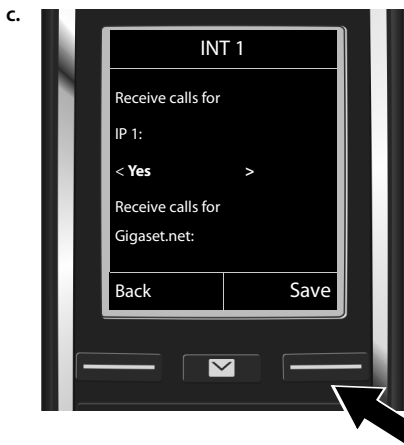 c.
INT 1
Receive calls for
IP 1:
< Yes >
Receive calls for
Gigaset.net:
Back Save